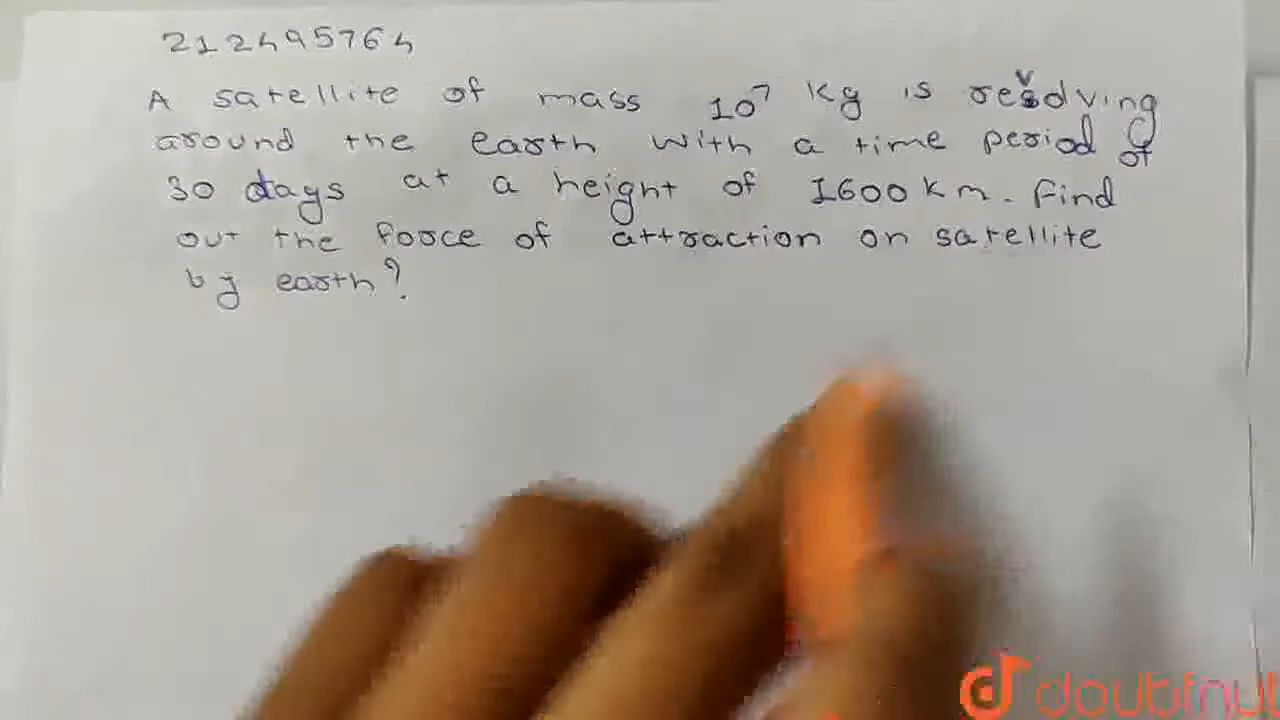 212495764
A satellite of mass 10⁷ kg is revolving
around the earth with a time period of
30 days at a height of 1600 km. Find
out the force of attraction on satellite
by earth?
doubtnut